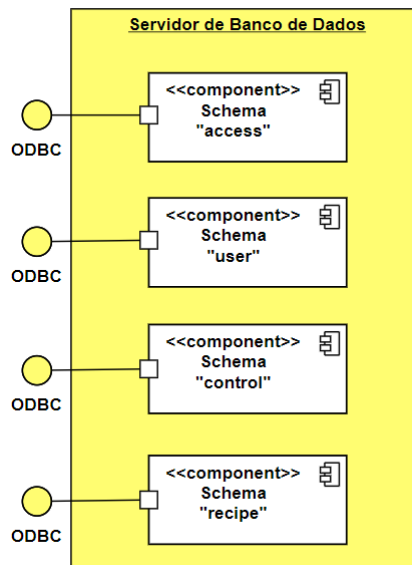 Servidor de Banco de Dados
<<component>>
Schema
"access"
ODBC
<<component>>
Schema
"user"
ODBC
<<component>>
Schema
"control"
ODBC
<<component>>
Schema
"recipe"
ODBC